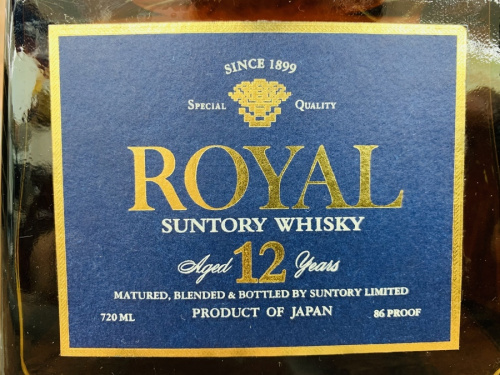 SINCE 1899
SPECIAL QUALITY
ROYAL
SUNTORY WHISKY
Aged 12 Years
MATURED, BLENDED & BOTTLED BY SUNTORY LIMITED
720 ML PRODUCT OF JAPAN 86 PROOF